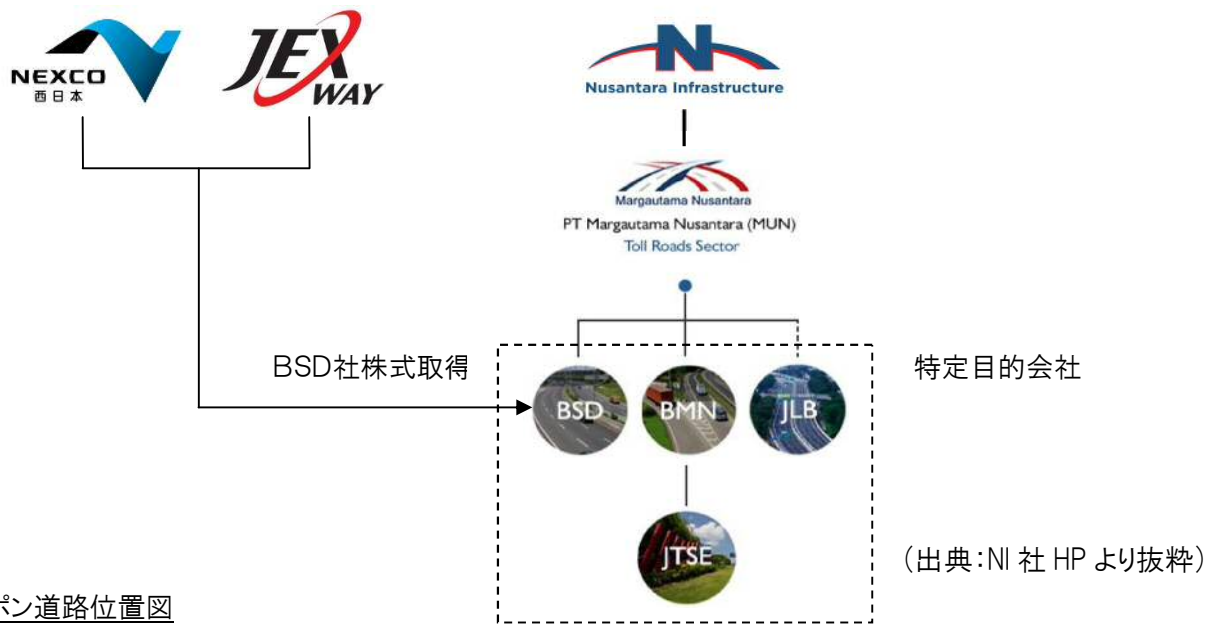 NEXCO
西日本
JEXWAY
N
Nusantara Infrastructure
Margautama Nusantara
PT Margautama Nusantara (MUN)
Toll Roads Sector
BSD社株式取得
特定目的会社
BSD
BMN
JLB
JTSE
（出典：NI 社 HP より抜粋）
ポン道路位置図